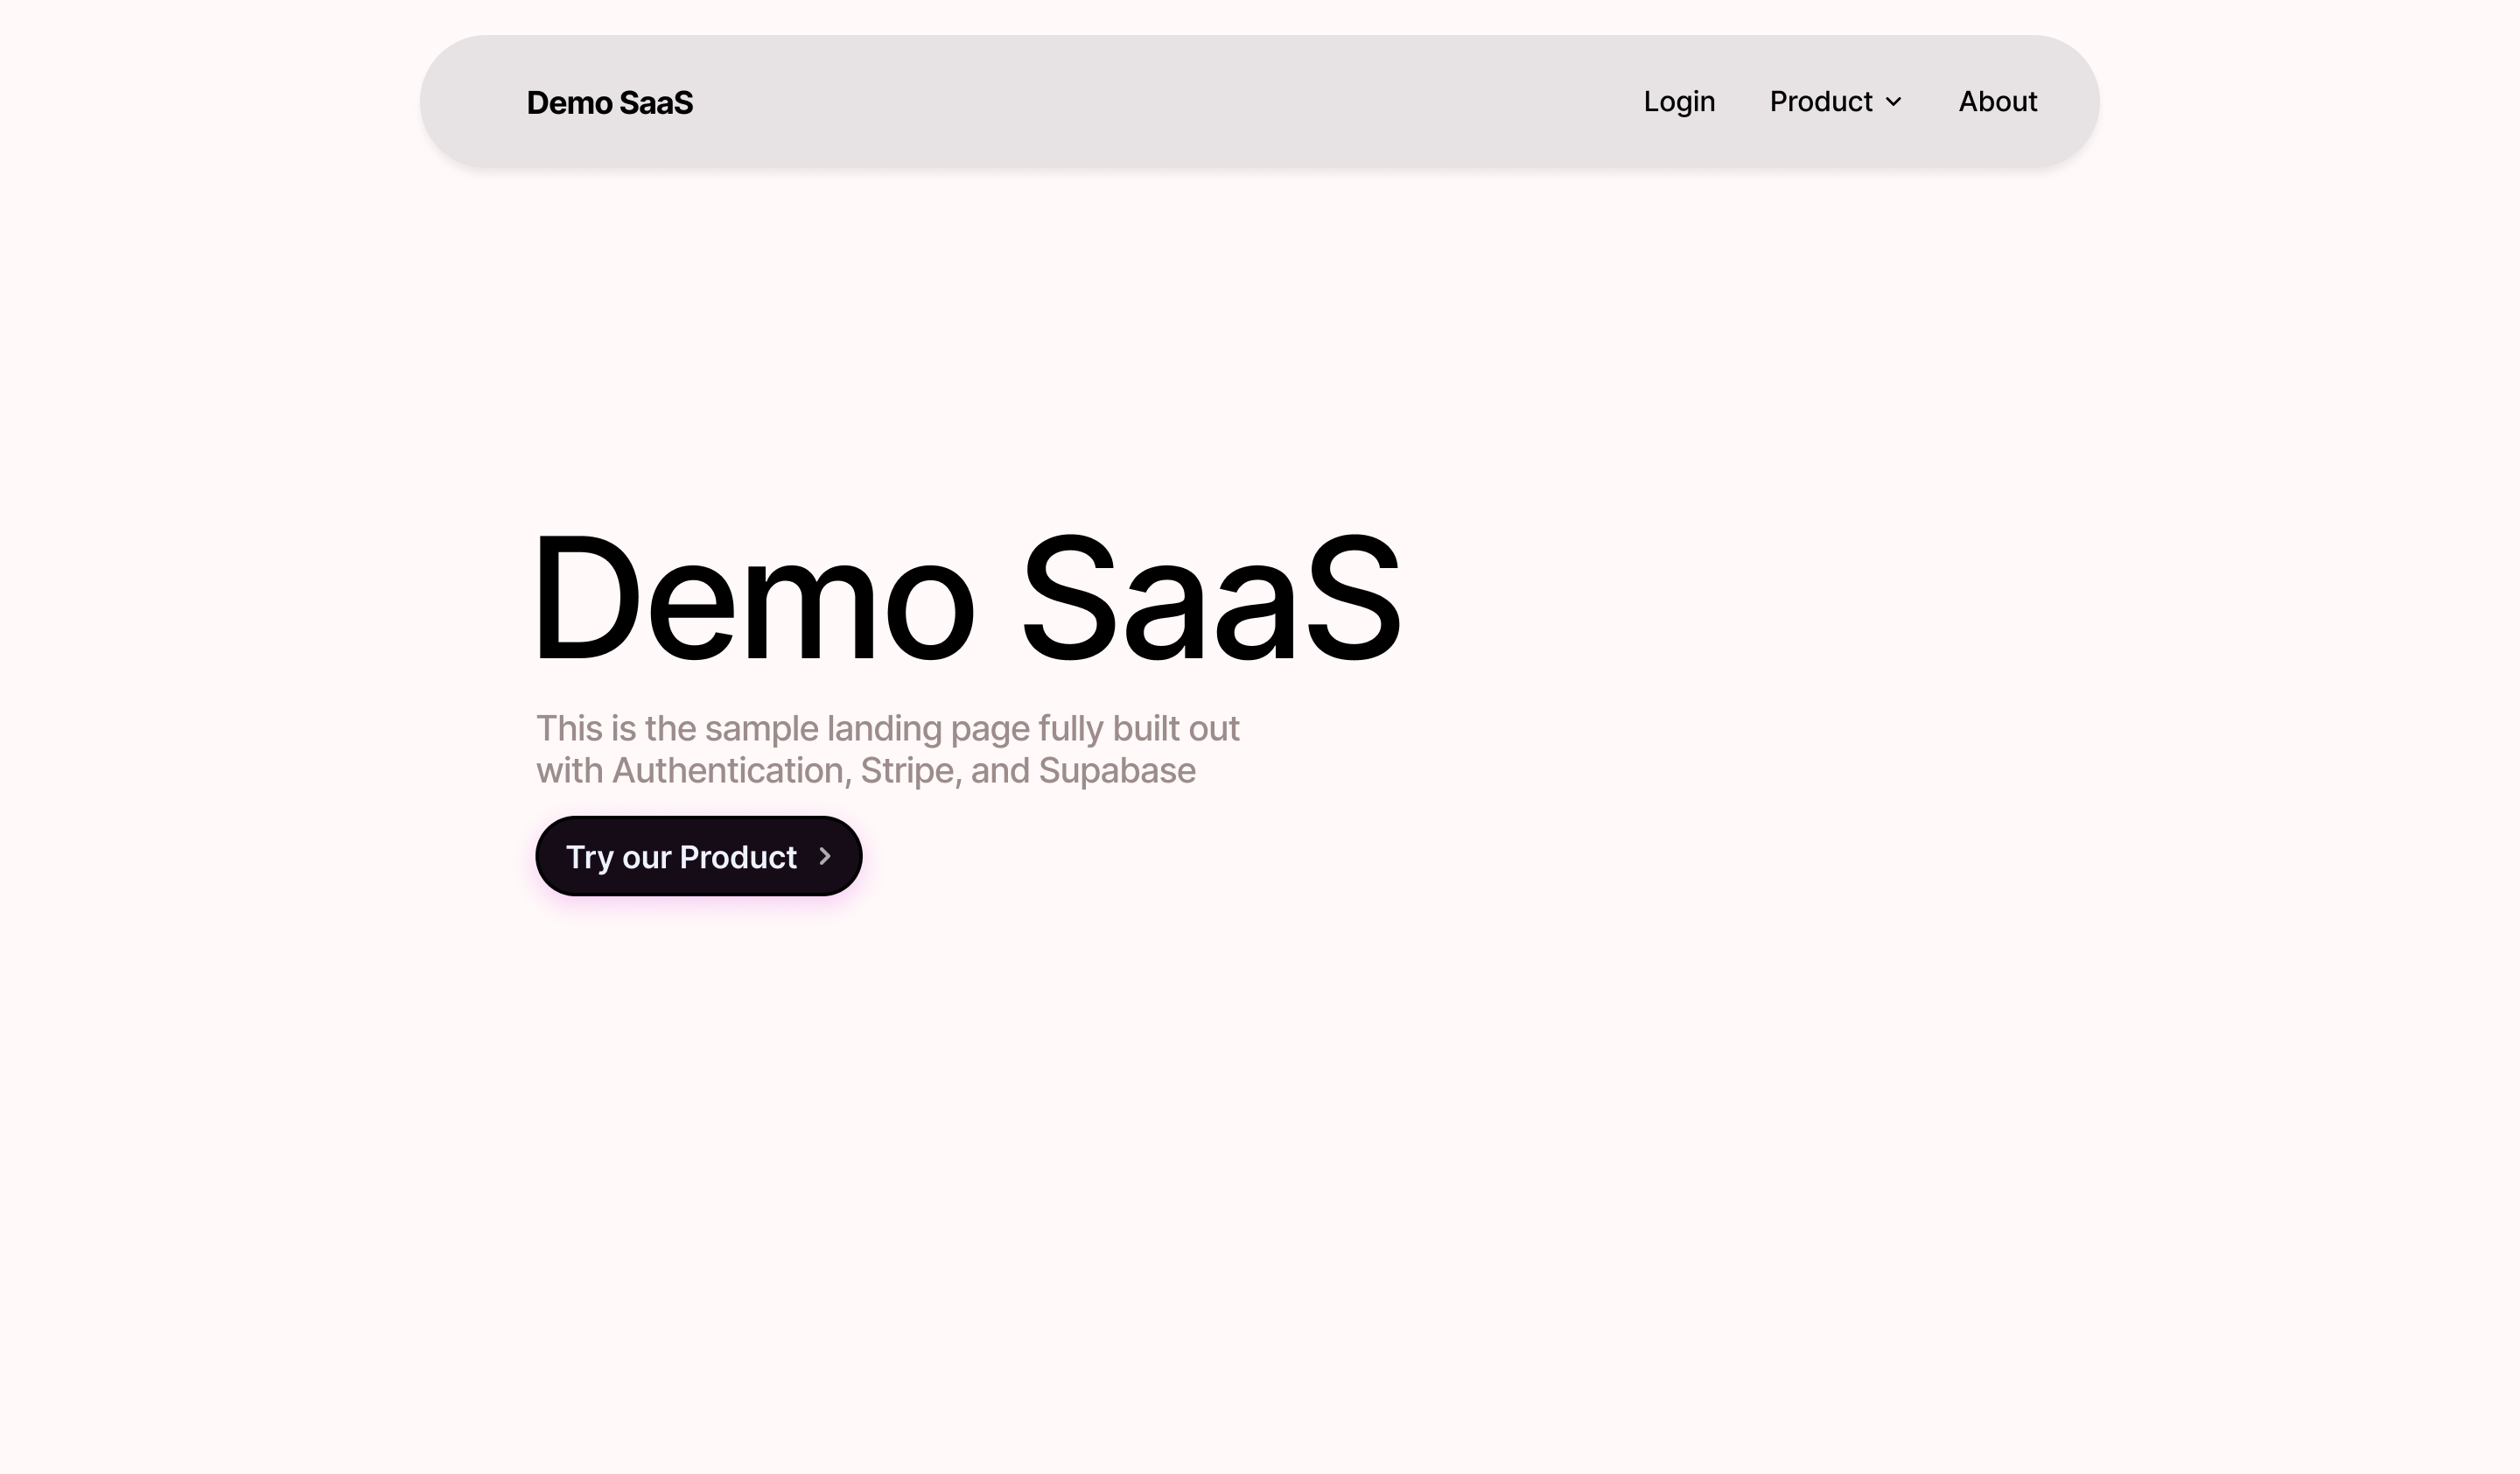 Demo SaaS
Login Product About
Demo SaaS
This is the sample landing page fully built out
with Authentication, Stripe, and Supabase
Try our Product